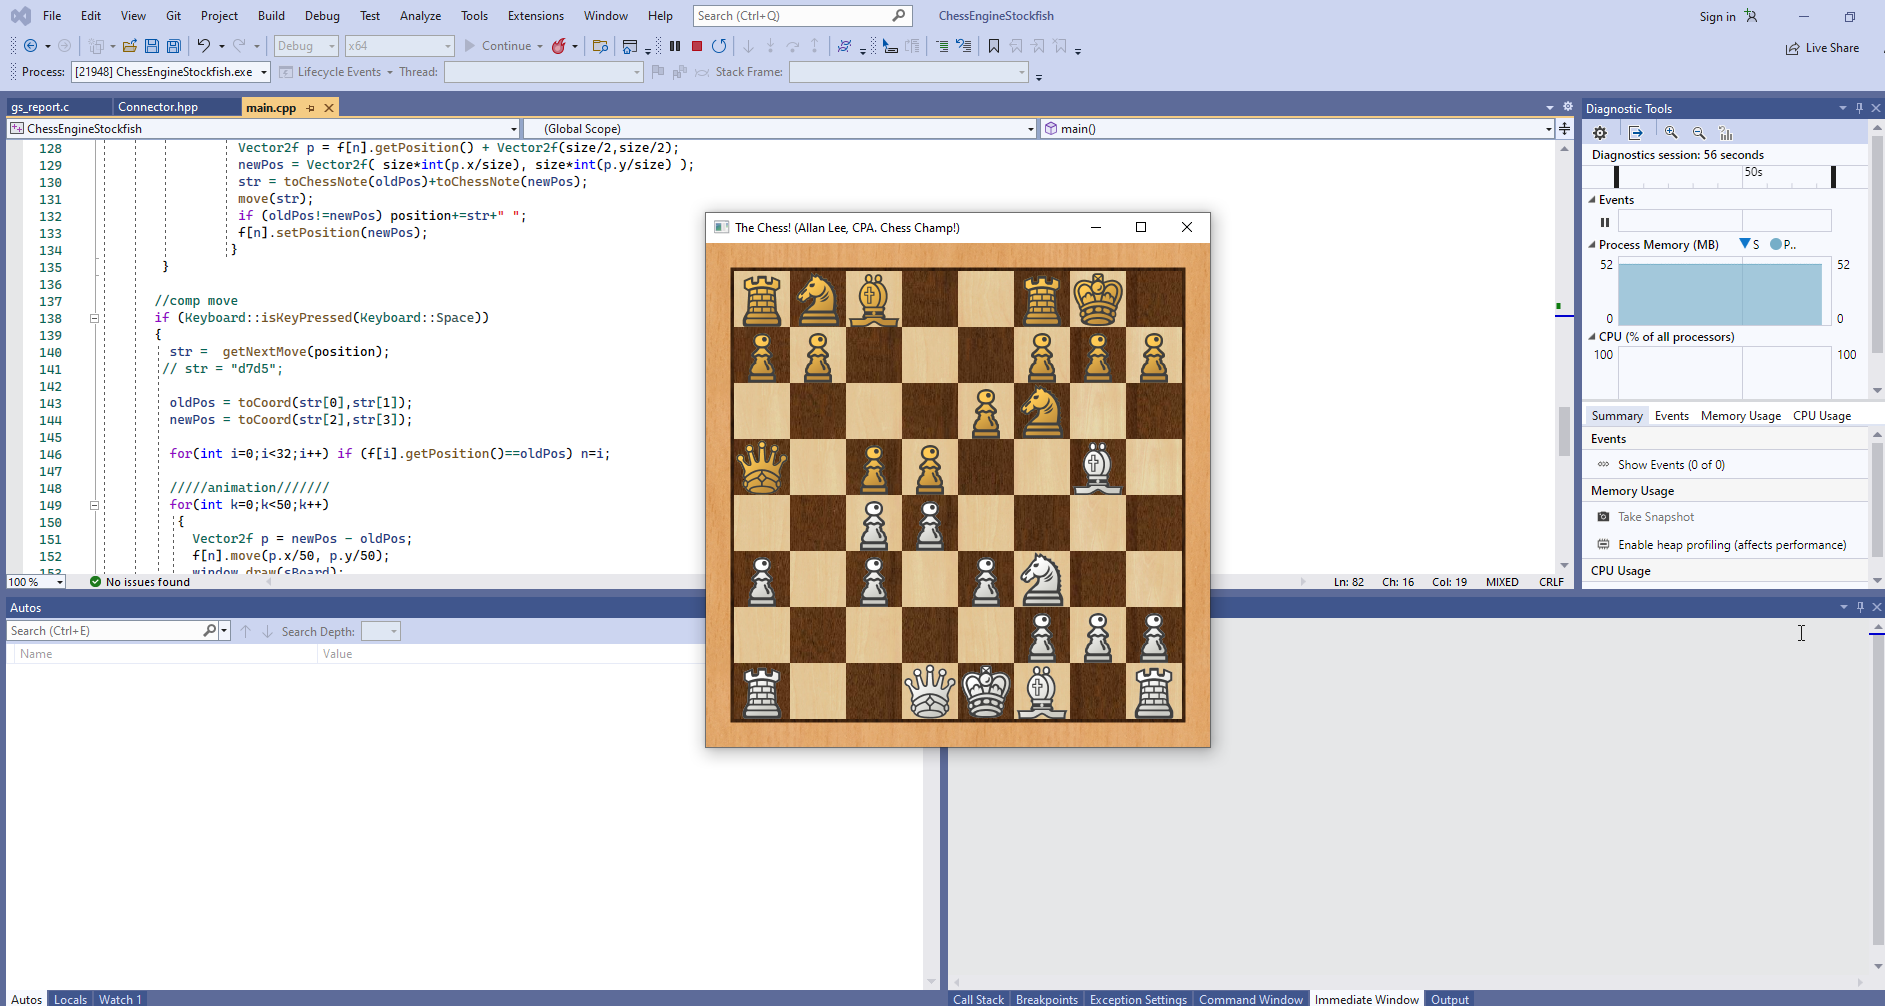 File Edit View Git Project Build Debug Test Analyze Tools Extensions Window Help Search (Ctrl+Q) ChessEngineStockfish Sign in
Debug x64 Continue Live Share
Process: [21948] ChessEngineStockfish.exe Lifecycle Events Thread: Stack Frame:
gs_report.c Connector.hpp main.cpp
ChessEngineStockfish (Global Scope) main()
128 Vector2f p = f[n].getPosition() + Vector2f(size/2,size/2);
129 newPos = Vector2f( size*int(p.x/size), size*int(p.y/size) );
130 str = toChessNote(oldPos)+toChessNote(newPos);
131 move(str);
132 if (oldPos!=newPos) position+=str+" ";
133 f[n].setPosition(newPos);
134 }
135 }
136
137 //comp move
138 if (Keyboard::isKeyPressed(Keyboard::Space))
139 {
140 str = getNextMove(position);
141 // str = "d7d5";
142
143 oldPos = toCoord(str[0],str[1]);
144 newPos = toCoord(str[2],str[3]);
145
146 for(int i=0;i<32;i++) if (f[i].getPosition()==oldPos) n=i;
147
148 /////animation///////
149 for(int k=0;k<50;k++)
150 {
151 Vector2f p = newPos - oldPos;
152 f[n].move(p.x/50, p.y/50);
153 window.draw(sBoard);
100 % No issues found Ln: 82 Ch: 16 Col: 19 MIXED CRLF
The Chess! (Allan Lee, CPA. Chess Champ!)
Diagnostic Tools
Diagnostics session: 56 seconds
50s
Events
Process Memory (MB) S P..
52 52
0 0
CPU (% of all processors)
100 100
Summary Events Memory Usage CPU Usage
Events
Show Events (0 of 0)
Memory Usage
Take Snapshot
Enable heap profiling (affects performance)
CPU Usage
Autos
Search (Ctrl+E) Search Depth:
Name Value
Autos Locals Watch 1
Call Stack Breakpoints Exception Settings Command Window Immediate Window Output